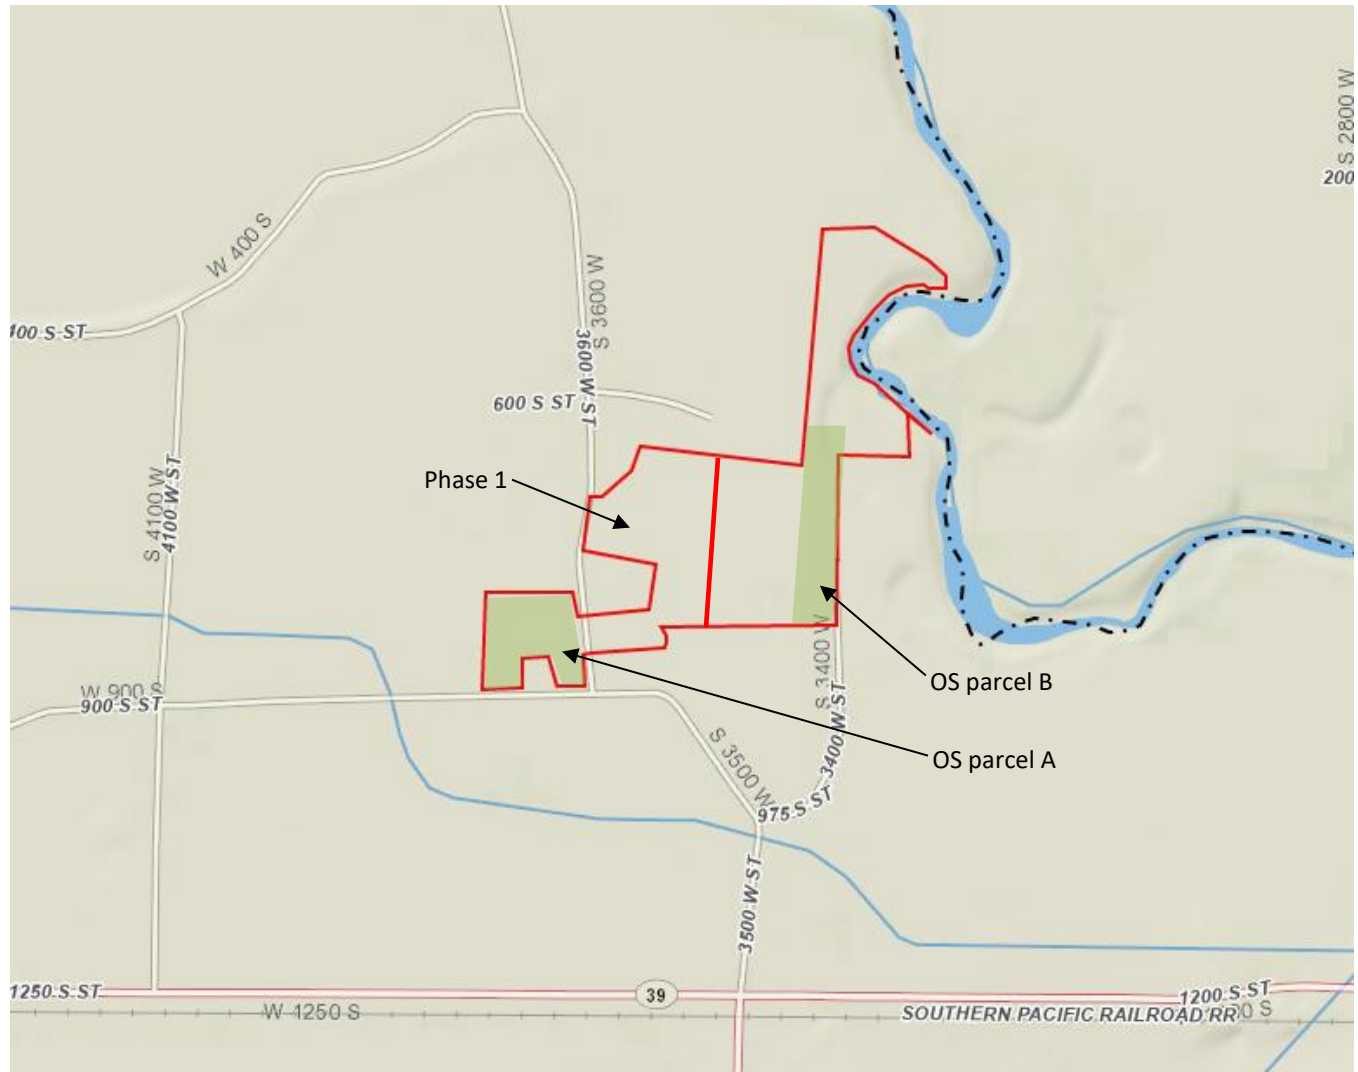 S 2800 W
200
W 400 S
400 S ST
S 3600 W
3600 W ST
600 S ST
Phase 1
S 4100 W
4100 W ST
W 900 S
900 S ST
S 3400 W
3400 W ST
OS parcel B
OS parcel A
S 3500 W
975 S ST
3500 W ST
1250 S ST
W 1250 S
39
1200 S ST
SOUTHERN PACIFIC RAILROAD RR
0 S